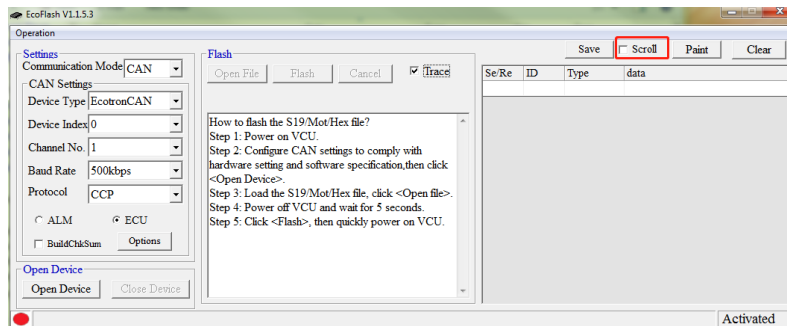 EcoFlash V1.1.5.3
Operation
Settings
Communication Mode CAN
CAN Settings
Device Type EcotronCAN
Device Index 0
Channel No. 1
Baud Rate 500kbps
Protocol CCP
ALM ECU
BuildChkSum Options
Open Device
Open Device Close Device
Flash
Open File Flash Cancel Trace
How to flash the S19/Mot/Hex file?
Step 1: Power on VCU.
Step 2: Configure CAN settings to comply with
hardware setting and software specification,then click
<Open Device>.
Step 3: Load the S19/Mot/Hex file, click <Open file>.
Step 4: Power off VCU and wait for 5 seconds.
Step 5: Click <Flash>, then quickly power on VCU.
Save Scroll Paint Clear
Se/Re ID Type data
Activated